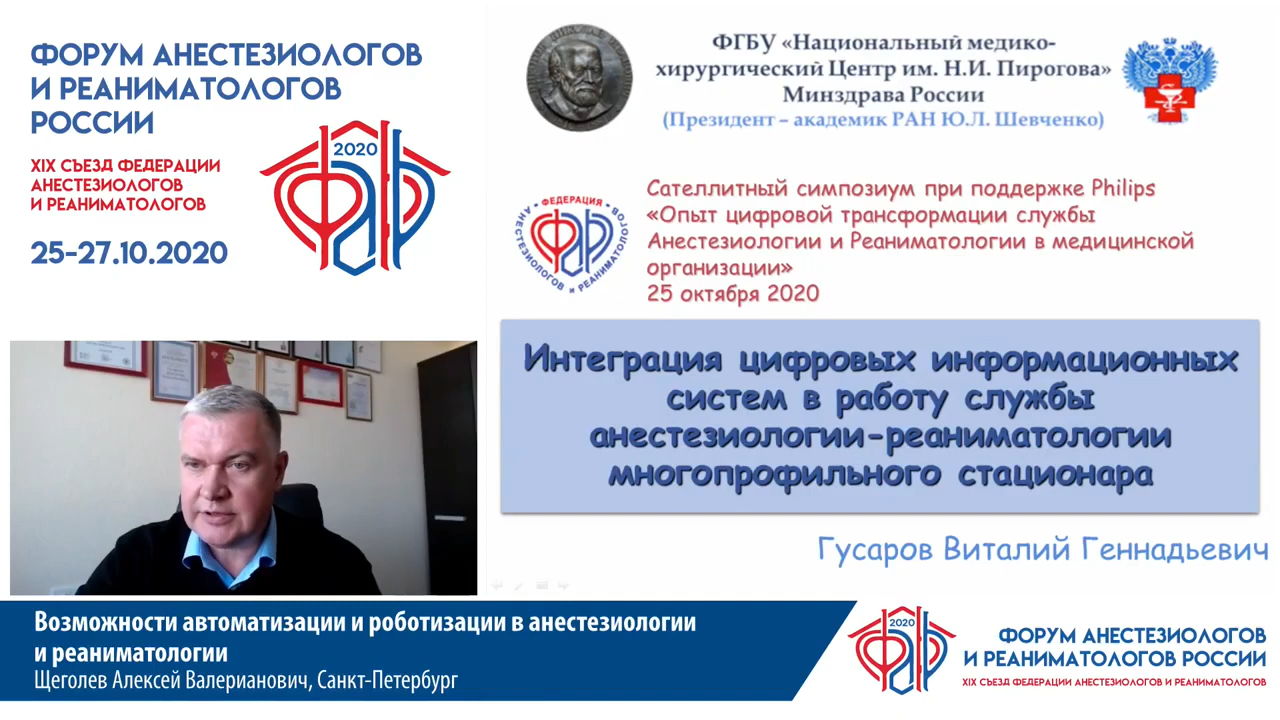 ФОРУМ АНЕСТЕЗИОЛОГОВ
И РЕАНИМАТОЛОГОВ
РОССИИ
XIX СЪЕЗД ФЕДЕРАЦИИ
АНЕСТЕЗИОЛОГОВ
И РЕАНИМАТОЛОГОВ
25-27.10.2020
2020
ФГБУ «Национальный медико-
хирургический Центр им. Н.И. Пирогова»
Минздрава России
(Президент – академик РАН Ю.Л. Шевченко)
ФЕДЕРАЦИЯ
АНЕСТЕЗИОЛОГОВ И РЕАНИМАТОЛОГОВ
Сателлитный симпозиум при поддержке Philips
«Опыт цифровой трансформации службы
Анестезиологии и Реаниматологии в медицинской
организации»
25 октября 2020
Интеграция цифровых информационных
систем в работу службы
анестезиологии-реаниматологии
многопрофильного стационара
Гусаров Виталий Геннадьевич
Возможности автоматизации и роботизации в анестезиологии
и реаниматологии
Щеголев Алексей Валерианович, Санкт-Петербург
2020
ФОРУМ АНЕСТЕЗИОЛОГОВ
И РЕАНИМАТОЛОГОВ РОССИИ
XIX СЪЕЗД ФЕДЕРАЦИИ АНЕСТЕЗИОЛОГОВ И РЕАНИМАТОЛОГОВ